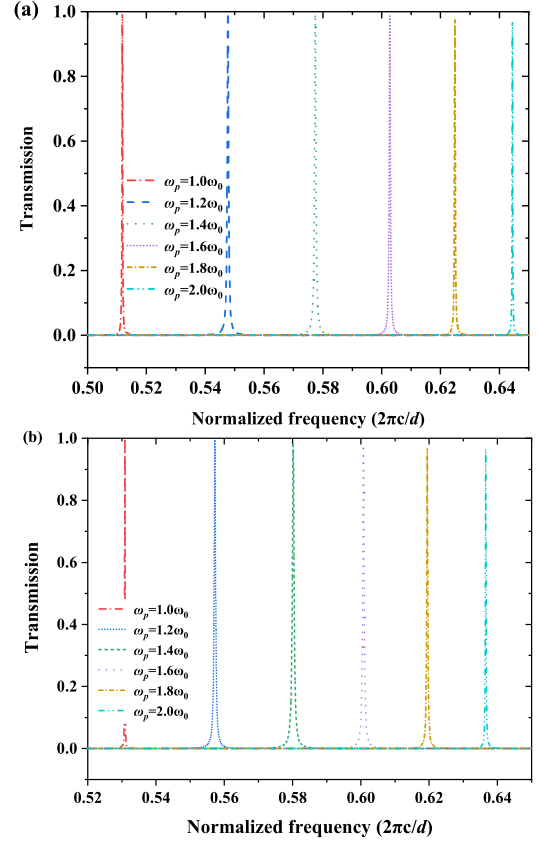 (a)
1.0
0.8
0.6
0.4
0.2
0.0
Transmission
ωp=1.0ω0
ωp=1.2ω0
ωp=1.4ω0
ωp=1.6ω0
ωp=1.8ω0
ωp=2.0ω0
0.50 0.52 0.54 0.56 0.58 0.60 0.62 0.64
Normalized frequency (2πc/d)
(b)
1.0
0.8
0.6
0.4
0.2
0.0
Transmission
ωp=1.0ω0
ωp=1.2ω0
ωp=1.4ω0
ωp=1.6ω0
ωp=1.8ω0
ωp=2.0ω0
0.52 0.54 0.56 0.58 0.60 0.62 0.64
Normalized frequency (2πc/d)